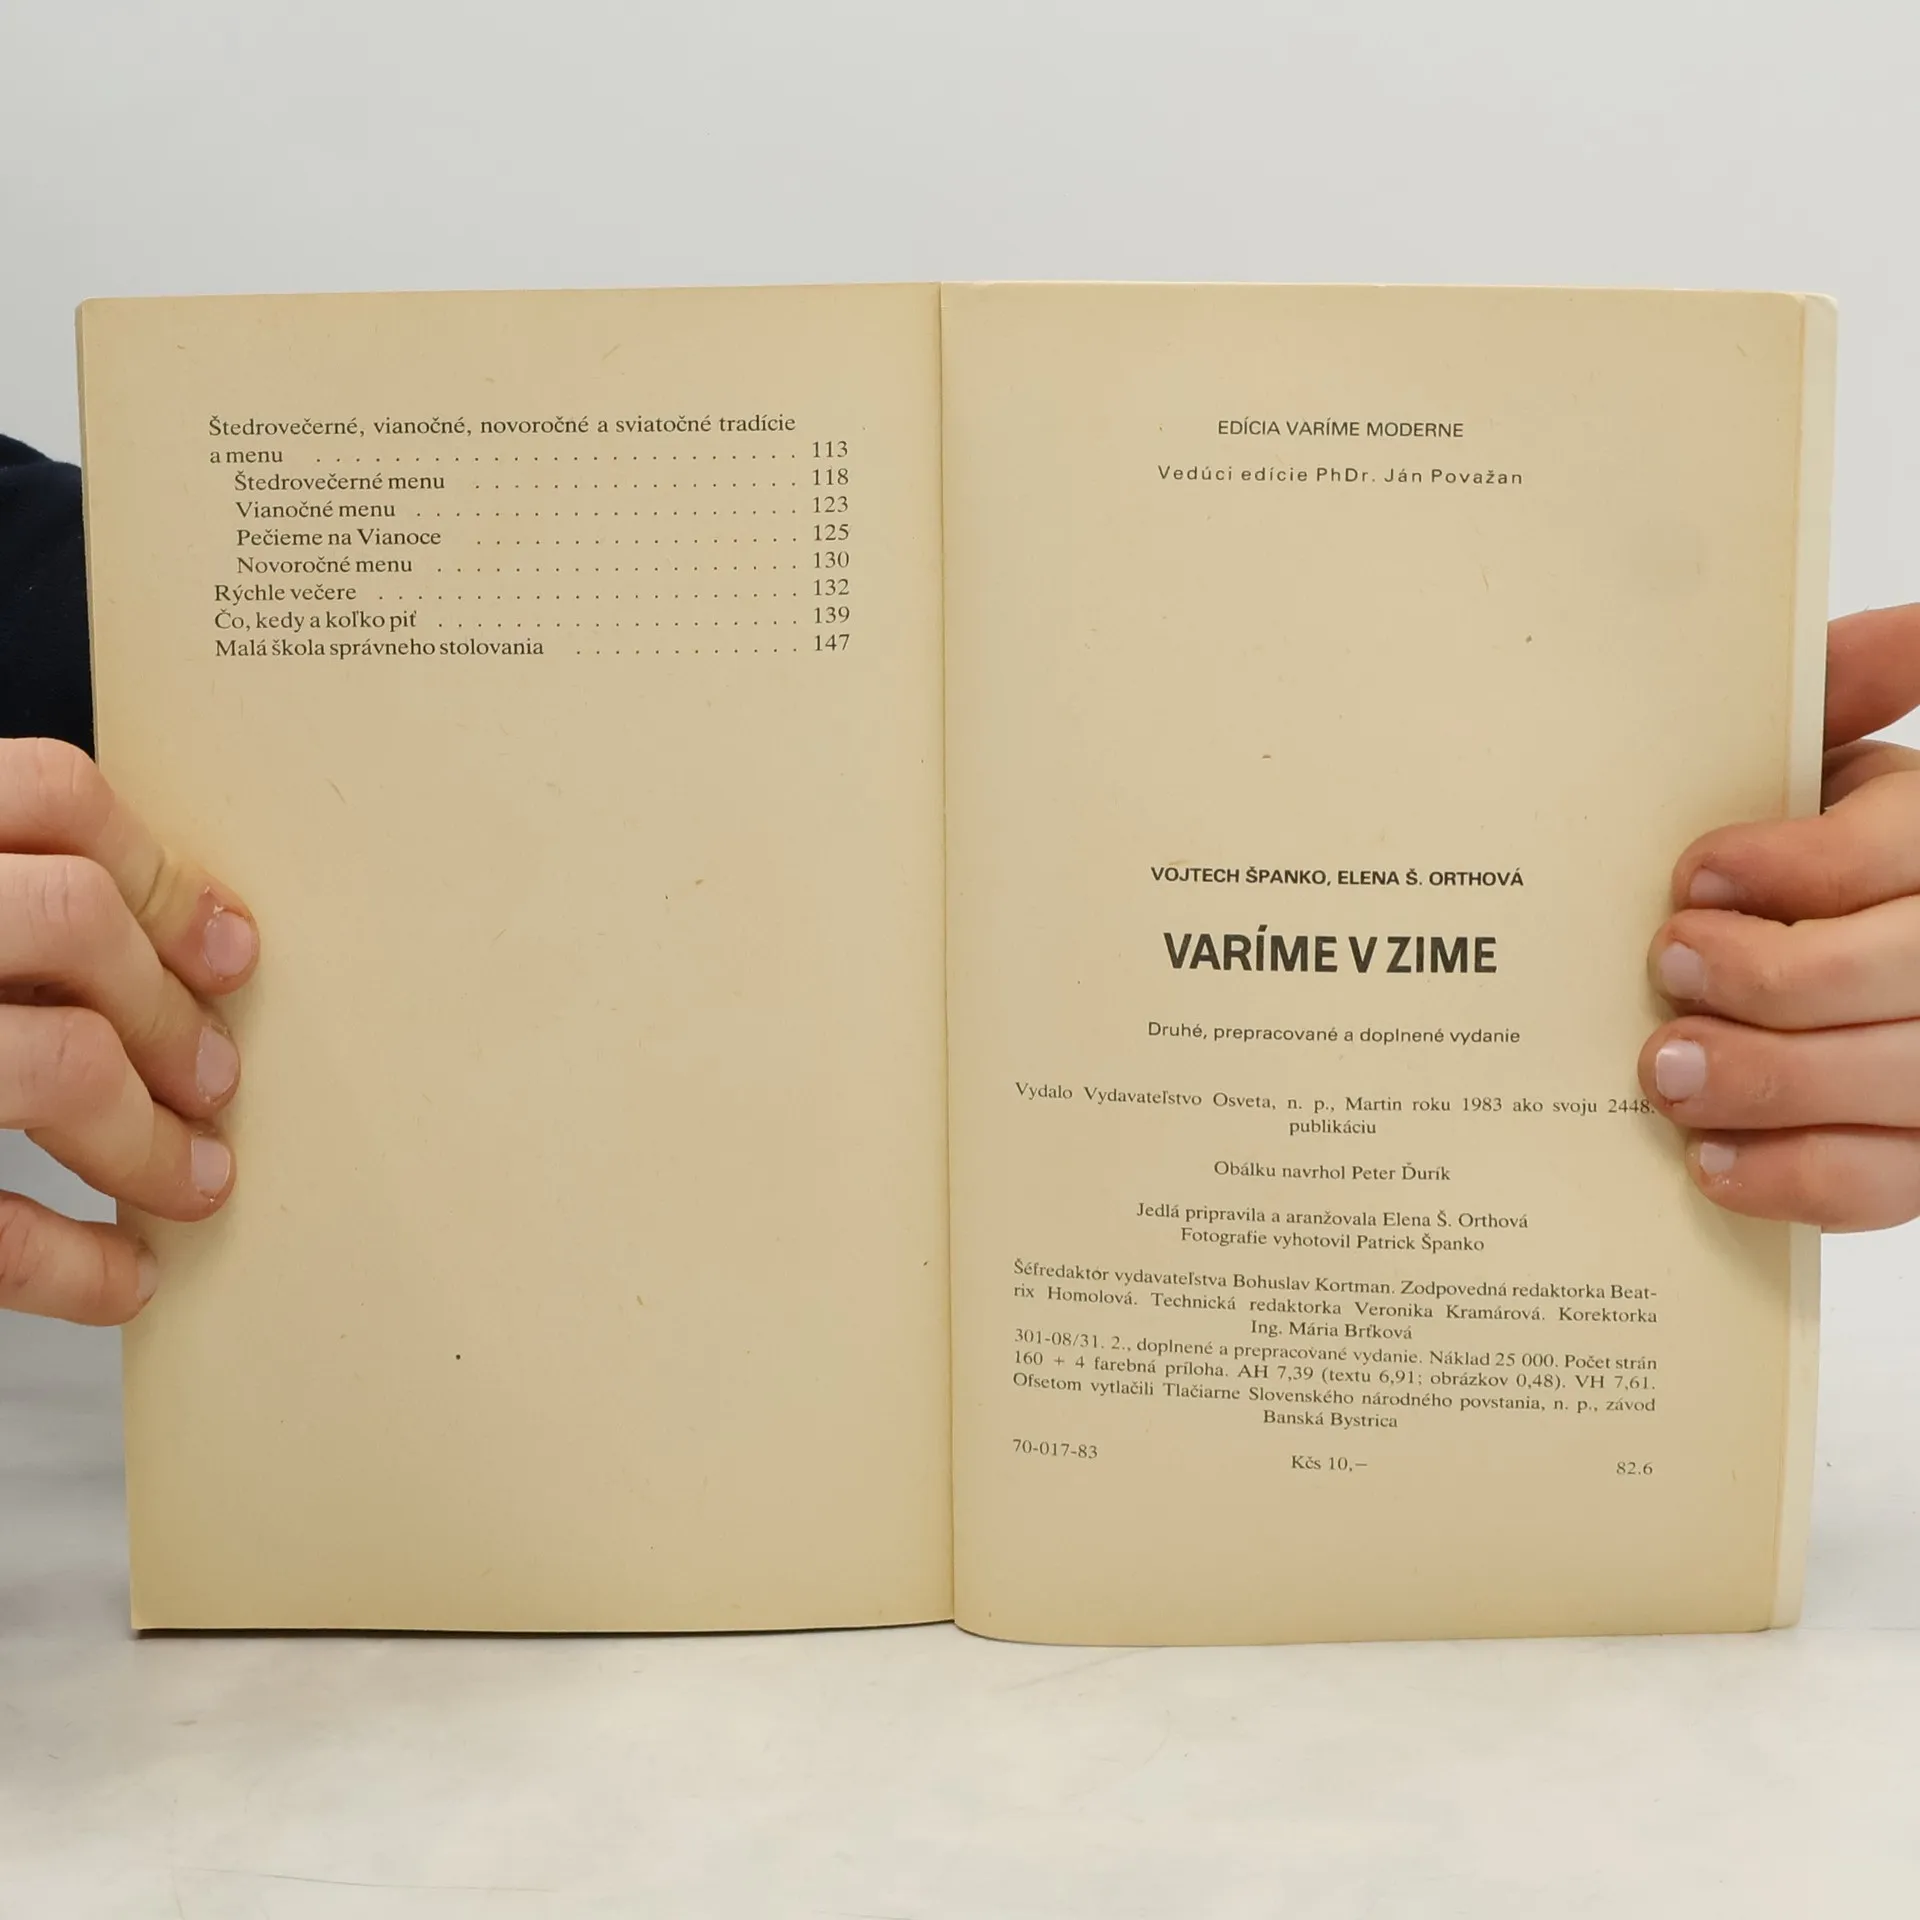 Štedrovečerné, vianočné, novoročné a sviatočné tradície
a menu . . . . . . . . . . . . . . . . . . . . . . . . 113
Štedrovečerné menu . . . . . . . . . . . . . . . . 118
Vianočné menu . . . . . . . . . . . . . . . . . . . 123
Pečieme na Vianoce . . . . . . . . . . . . . . . . 125
Novoročné menu . . . . . . . . . . . . . . . . . . 130
Rýchle večere . . . . . . . . . . . . . . . . . . . . . 132
Čo, kedy a koľko piť . . . . . . . . . . . . . . . . . . 139
Malá škola správneho stolovania . . . . . . . . . . . . 147
EDÍCIA VARÍME MODERNE
Vedúci edície PhDr. Ján Považan
VOJTECH ŠPANKO, ELENA Š. ORTHOVÁ
VARÍME V ZIME
Druhé, prepracované a doplnené vydanie
Vydalo Vydavateľstvo Osveta, n. p., Martin roku 1983 ako svoju 2448.
publikáciu
Obálku navrhol Peter Ďurík
Jedlá pripravila a aranžovala Elena Š. Orthová
Fotografie vyhotovil Patrick Španko
Šéfredaktor vydavateľstva Bohuslav Kortman. Zodpovedná redaktorka Beat-
rix Homolová. Technická redaktorka Veronika Kramárová. Korektorka
Ing. Mária Brťková
301-08/31. 2., doplnené a prepracované vydanie. Náklad 25 000. Počet strán
160 + 4 farebná príloha. AH 7,39 (textu 6,91; obrázkov 0,48). VH 7,61.
Ofsetom vytlačili Tlačiarne Slovenského národného povstania, n. p., závod
Banská Bystrica
70-017-83 Kčs 10,— 82.6